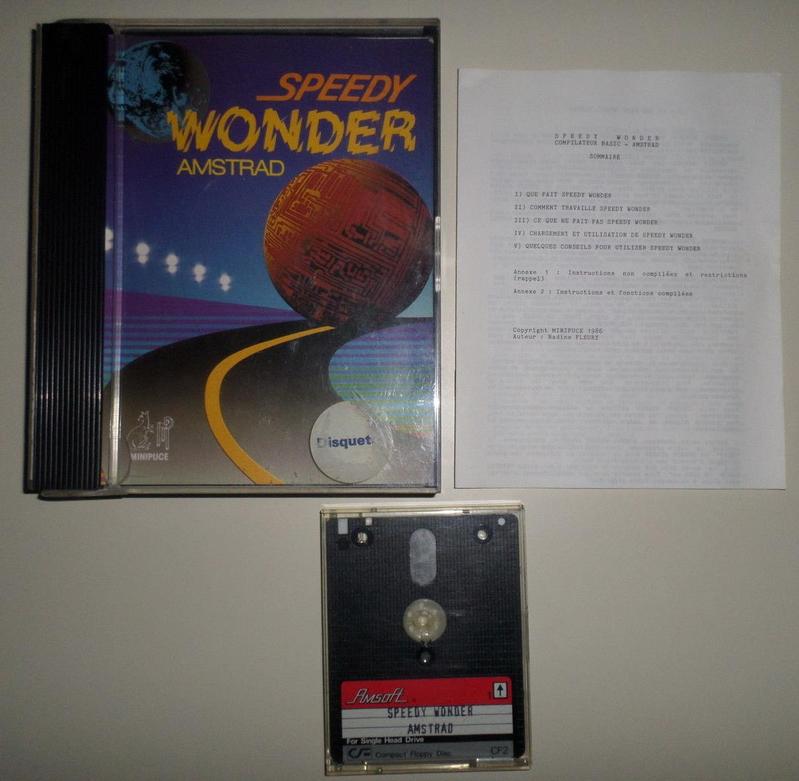 SPEEDY
WONDER
AMSTRAD
MINIPUCE
Disquet
SPEEDY WONDER
COMPILATEUR BASIC - AMSTRAD
SOMMAIRE
I) QUE FAIT SPEEDY WONDER
II) COMMENT TRAVAILLE SPEEDY WONDER
III) CE QUE NE FAIT PAS SPEEDY WONDER
IV) CHARGEMENT ET UTILISATION DE SPEEDY WONDER
V) QUELQUES CONSEILS POUR UTILISER SPEEDY WONDER
Annexe 1 : Instructions non compilées et restrictions
(rappel)
Annexe 2 : Instructions et fonctions compilées
Copyright MINIPUCE 1986
Auteur : Nadine FLEURY
Amsoft
SPEEDY WONDER
AMSTRAD
For Single Head Drive
CF Compact Floppy Disc CF2